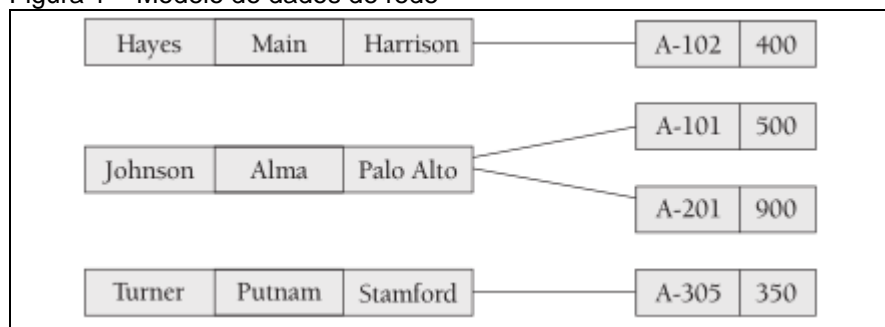 Figura 1 – Modelo de dados de rede
Hayes Main Harrison A-102 400
A-101 500
Johnson Alma Palo Alto
A-201 900
Turner Putnam Stamford A-305 350